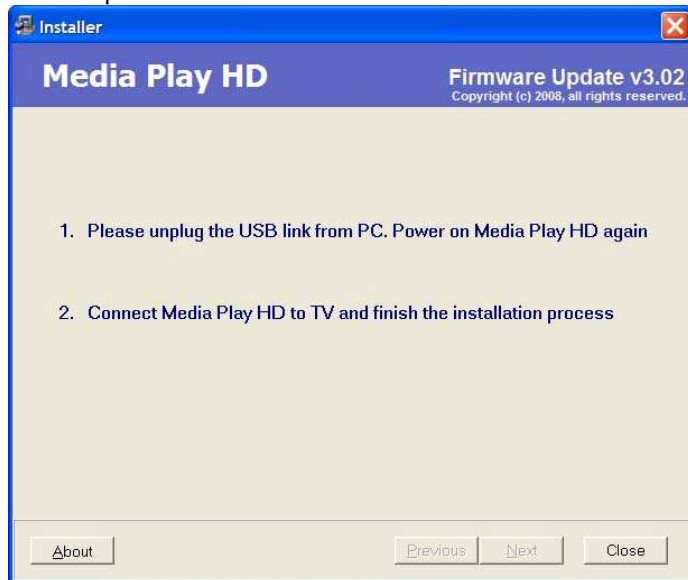 Installer
Media Play HD
Firmware Update v3.02
Copyright (c) 2008, all rights reserved.
1. Please unplug the USB link from PC. Power on Media Play HD again
2. Connect Media Play HD to TV and finish the installation process
About
Previous
Next
Close